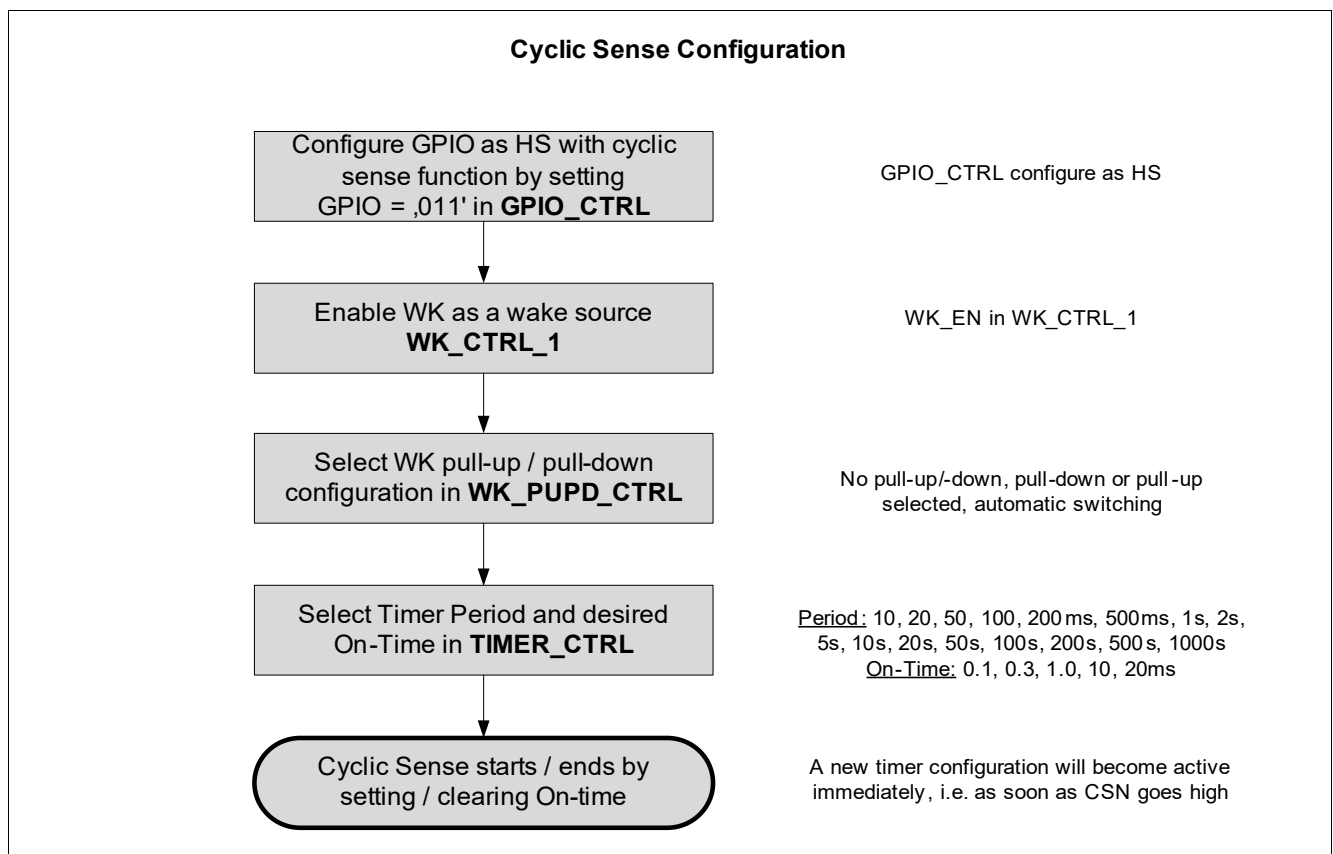 Cyclic Sense Configuration
Configure GPIO as HS with cyclic
sense function by setting
GPIO = ‚011' in GPIO_CTRL
GPIO_CTRL configure as HS
Enable WK as a wake source
WK_CTRL_1
WK_EN in WK_CTRL_1
Select WK pull-up / pull-down
configuration in WK_PUPD_CTRL
No pull-up/-down, pull-down or pull-up
selected, automatic switching
Select Timer Period and desired
On-Time in TIMER_CTRL
Period: 10, 20, 50, 100, 200ms, 500ms, 1s, 2s,
5s, 10s, 20s, 50s, 100s, 200s, 500s, 1000s
On-Time: 0.1, 0.3, 1.0, 10, 20ms
Cyclic Sense starts / ends by
setting / clearing On-time
A new timer configuration will become active
immediately, i.e. as soon as CSN goes high